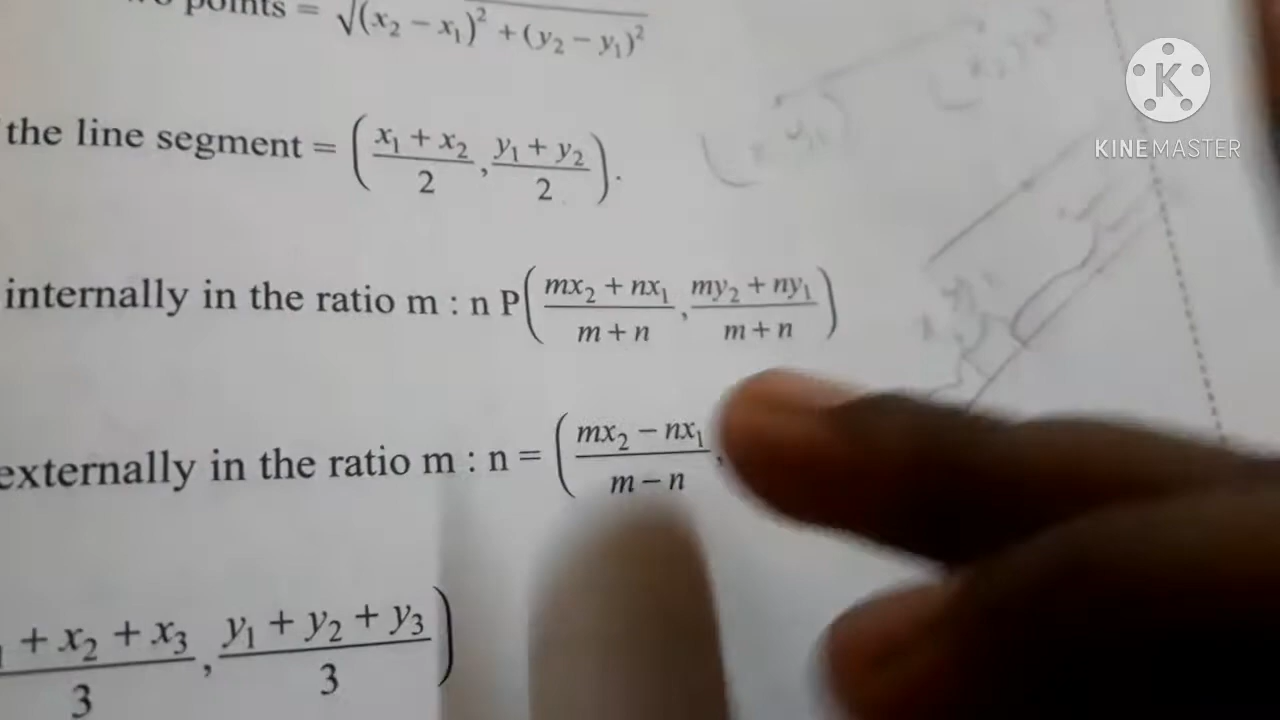 points = √(x₂ − x₁)² + (y₂ − y₁)²
K
KINEMASTER
the line segment = ((x₁ + x₂)/2, (y₁ + y₂)/2).
internally in the ratio m : n P((mx₂ + nx₁)/(m + n), (my₂ + ny₁)/(m + n))
externally in the ratio m : n = ((mx₂ − nx₁)/(m − n),
+ x₂ + x₃)/3, (y₁ + y₂ + y₃)/3)